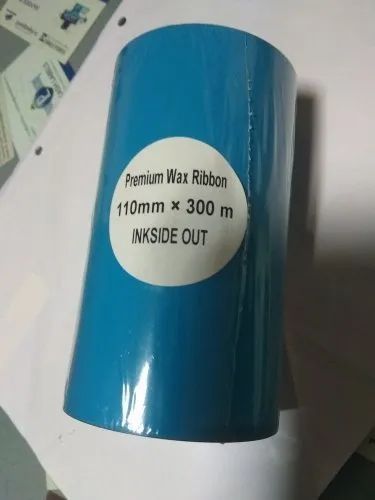 Premium Wax Ribbon
110mm × 300 m
INKSIDE OUT